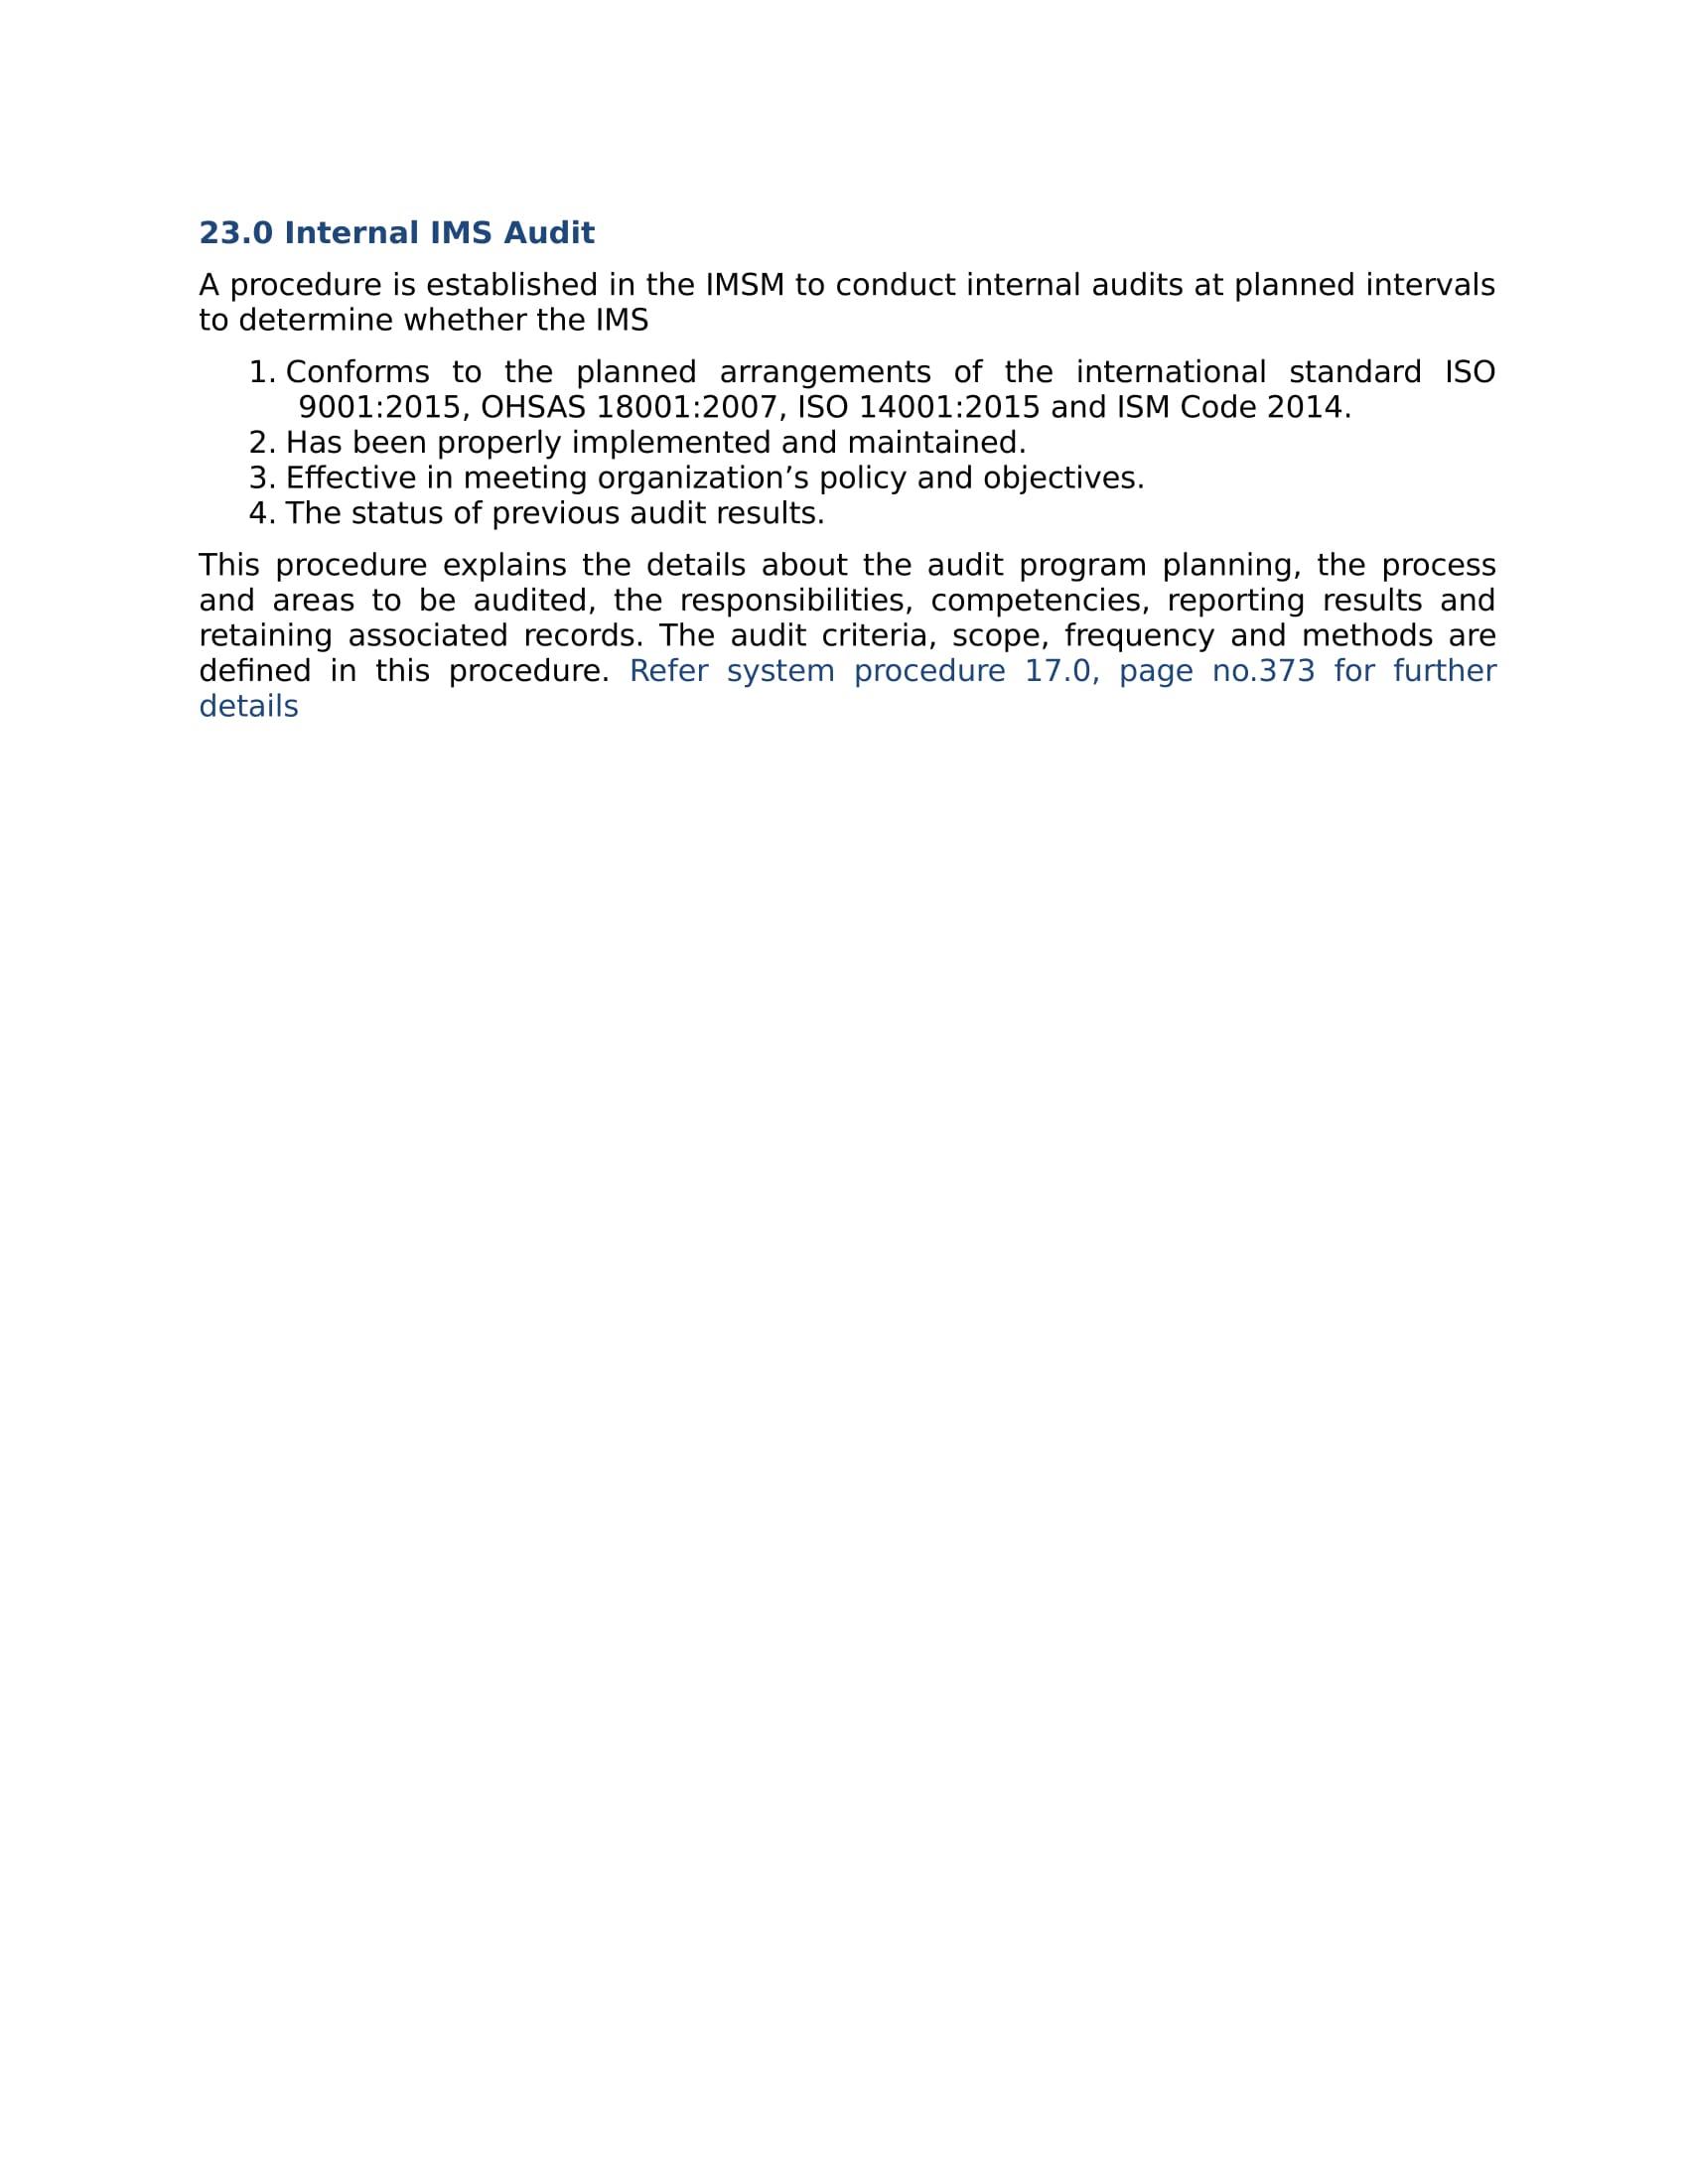 23.0 Internal IMS Audit
A procedure is established in the IMSM to conduct internal audits at planned intervals
to determine whether the IMS
1. Conforms to the planned arrangements of the international standard ISO
9001:2015, OHSAS 18001:2007, ISO 14001:2015 and ISM Code 2014.
2. Has been properly implemented and maintained.
3. Effective in meeting organization’s policy and objectives.
4. The status of previous audit results.
This procedure explains the details about the audit program planning, the process
and areas to be audited, the responsibilities, competencies, reporting results and
retaining associated records. The audit criteria, scope, frequency and methods are
defined in this procedure. Refer system procedure 17.0, page no.373 for further
details